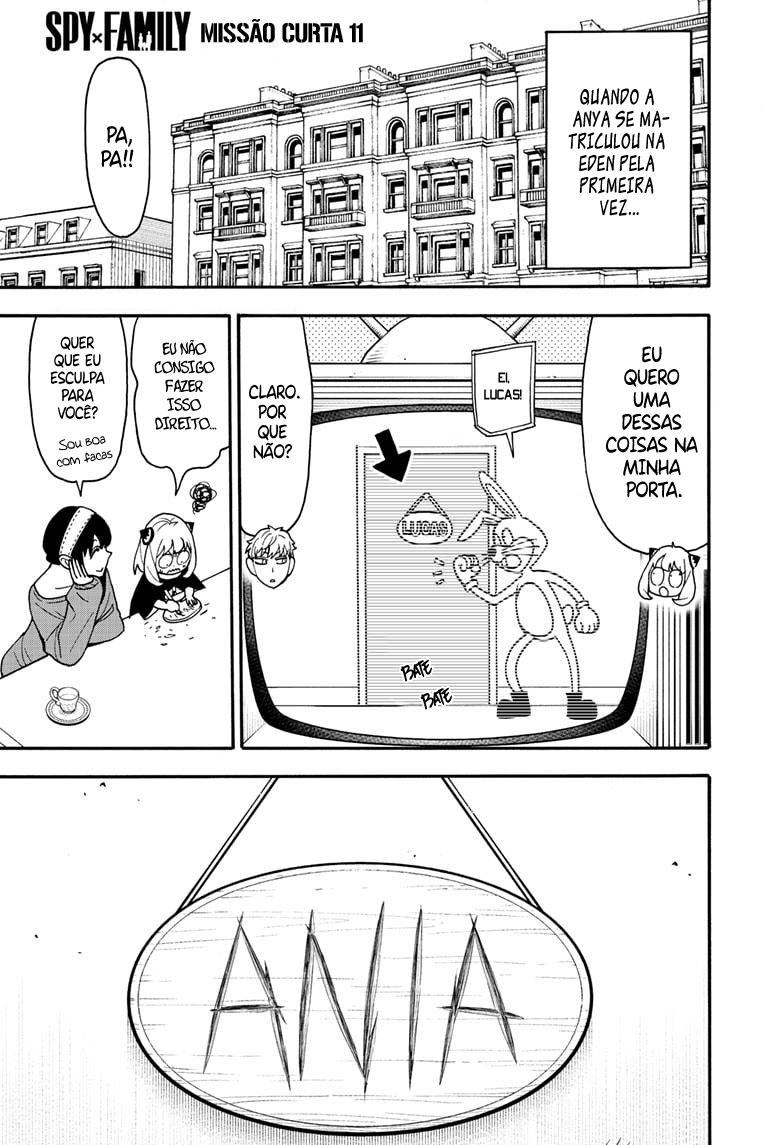 SPY×FAMILY MISSÃO CURTA 11
QUANDO A
ANYA SE MA-
TRICULOU NA
EDEN PELA
PRIMEIRA
VEZ...
PA,
PA!!
EU
QUERO
UMA
DESSAS
COISAS NA
MINHA
PORTA.
EI,
LUCAS!
LUCAS
CLARO.
POR
QUE
NÃO?
BATE
BATE
EU NÃO
CONSIGO
FAZER
ISSO
DIREITO...
QUER
QUE EU
ESCULPA
PARA
VOCÊ?
Sou boa
com facas
ANIA